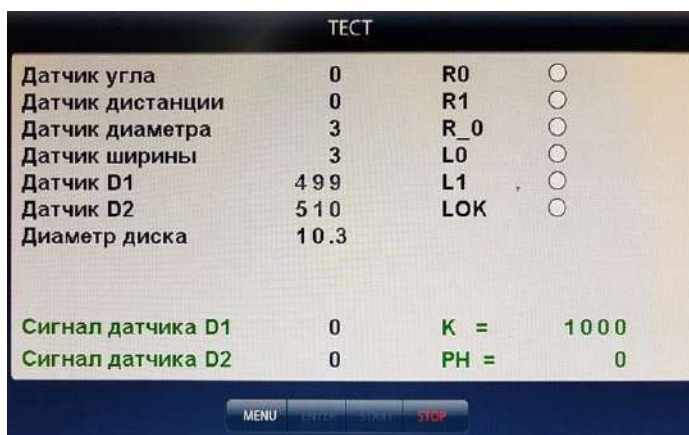 ТЕСТ
Датчик угла 0 R0
Датчик дистанции 0 R1
Датчик диаметра 3 R_0
Датчик ширины 3 L0
Датчик D1 499 L1
Датчик D2 510 LOK
Диаметр диска 10.3
Сигнал датчика D1 0 K = 1000
Сигнал датчика D2 0 PH = 0
MENU ENTER START STOP